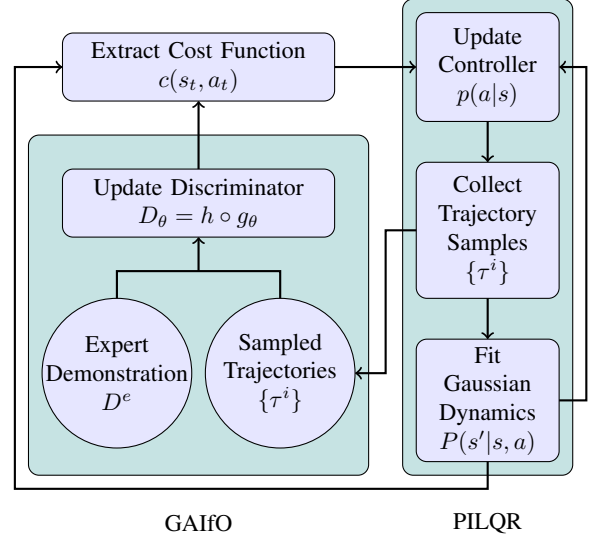 Extract Cost Function
c(s_t, a_t)
Update
Controller
p(a|s)
Update Discriminator
D_θ = h ∘ g_θ
Collect
Trajectory
Samples
{τ^i}
Expert
Demonstration
D^e
Sampled
Trajectories
{τ^i}
Fit
Gaussian
Dynamics
P(s′|s, a)
GAIfO
PILQR